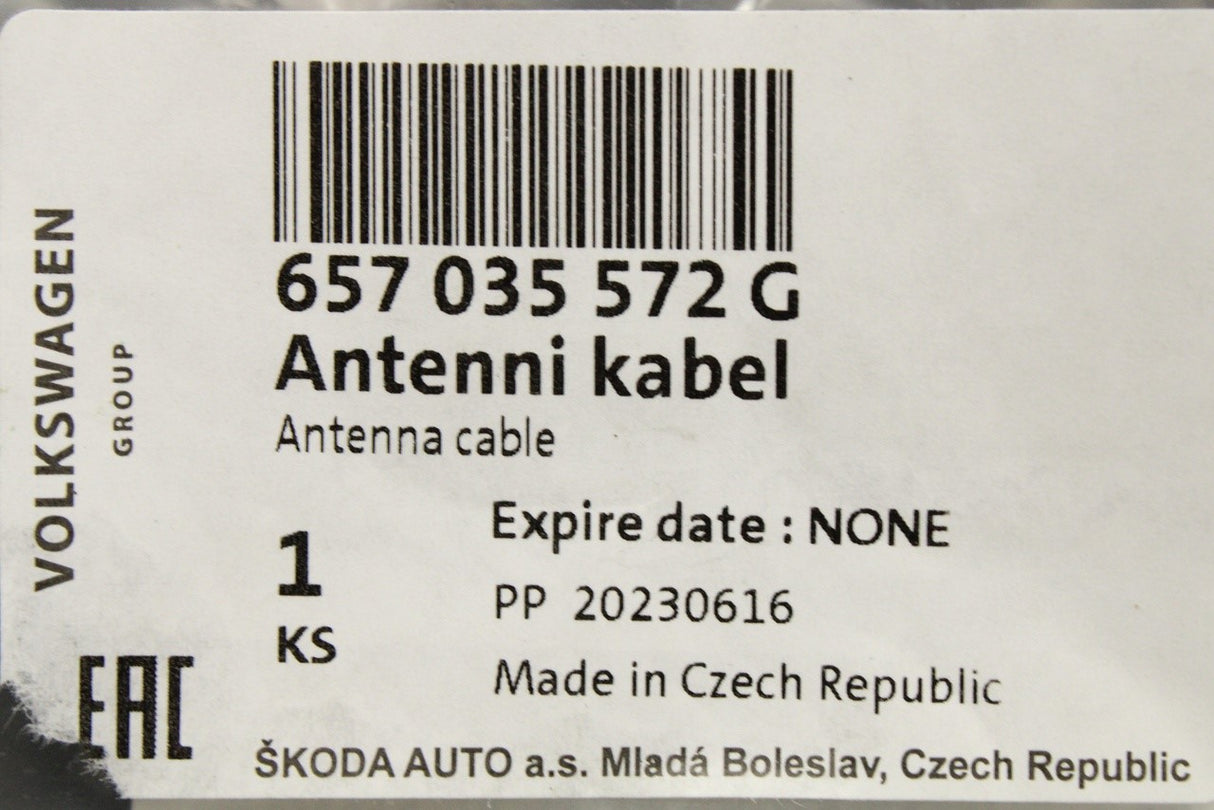 VOLKSWAGEN
GROUP
657 035 572 G
Antenni kabel
Antenna cable
1
KS
Expire date : NONE
PP 20230616
Made in Czech Republic
EAC
ŠKODA AUTO a.s. Mladá Boleslav, Czech Republic